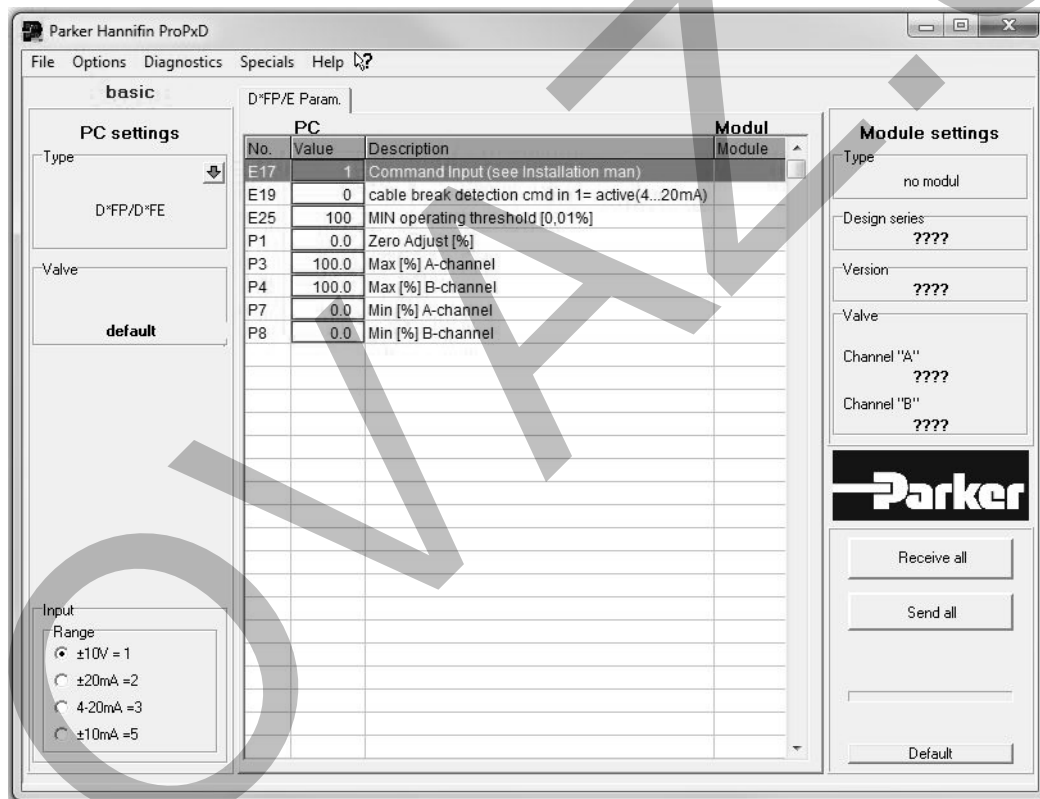 Parker Hannifin ProPxD
File Options Diagnostics Specials Help ?
basic
PC settings
Type
D*FP/D*FE
Valve
default
Input
Range
±10V = 1
±20mA =2
4-20mA =3
±10mA =5
D*FP/E Param.
PC Modul
No. Value Description Module
E17 1 Command Input (see Installation man)
E19 0 cable break detection cmd in 1= active(4...20mA)
E25 100 MIN operating threshold [0,01%]
P1 0.0 Zero Adjust [%]
P3 100.0 Max [%] A-channel
P4 100.0 Max [%] B-channel
P7 0.0 Min [%] A-channel
P8 0.0 Min [%] B-channel
Module settings
Type
no modul
Design series
????
Version
????
Valve
Channel "A"
????
Channel "B"
????
Parker
Receive all
Send all
Default
OVAZ.